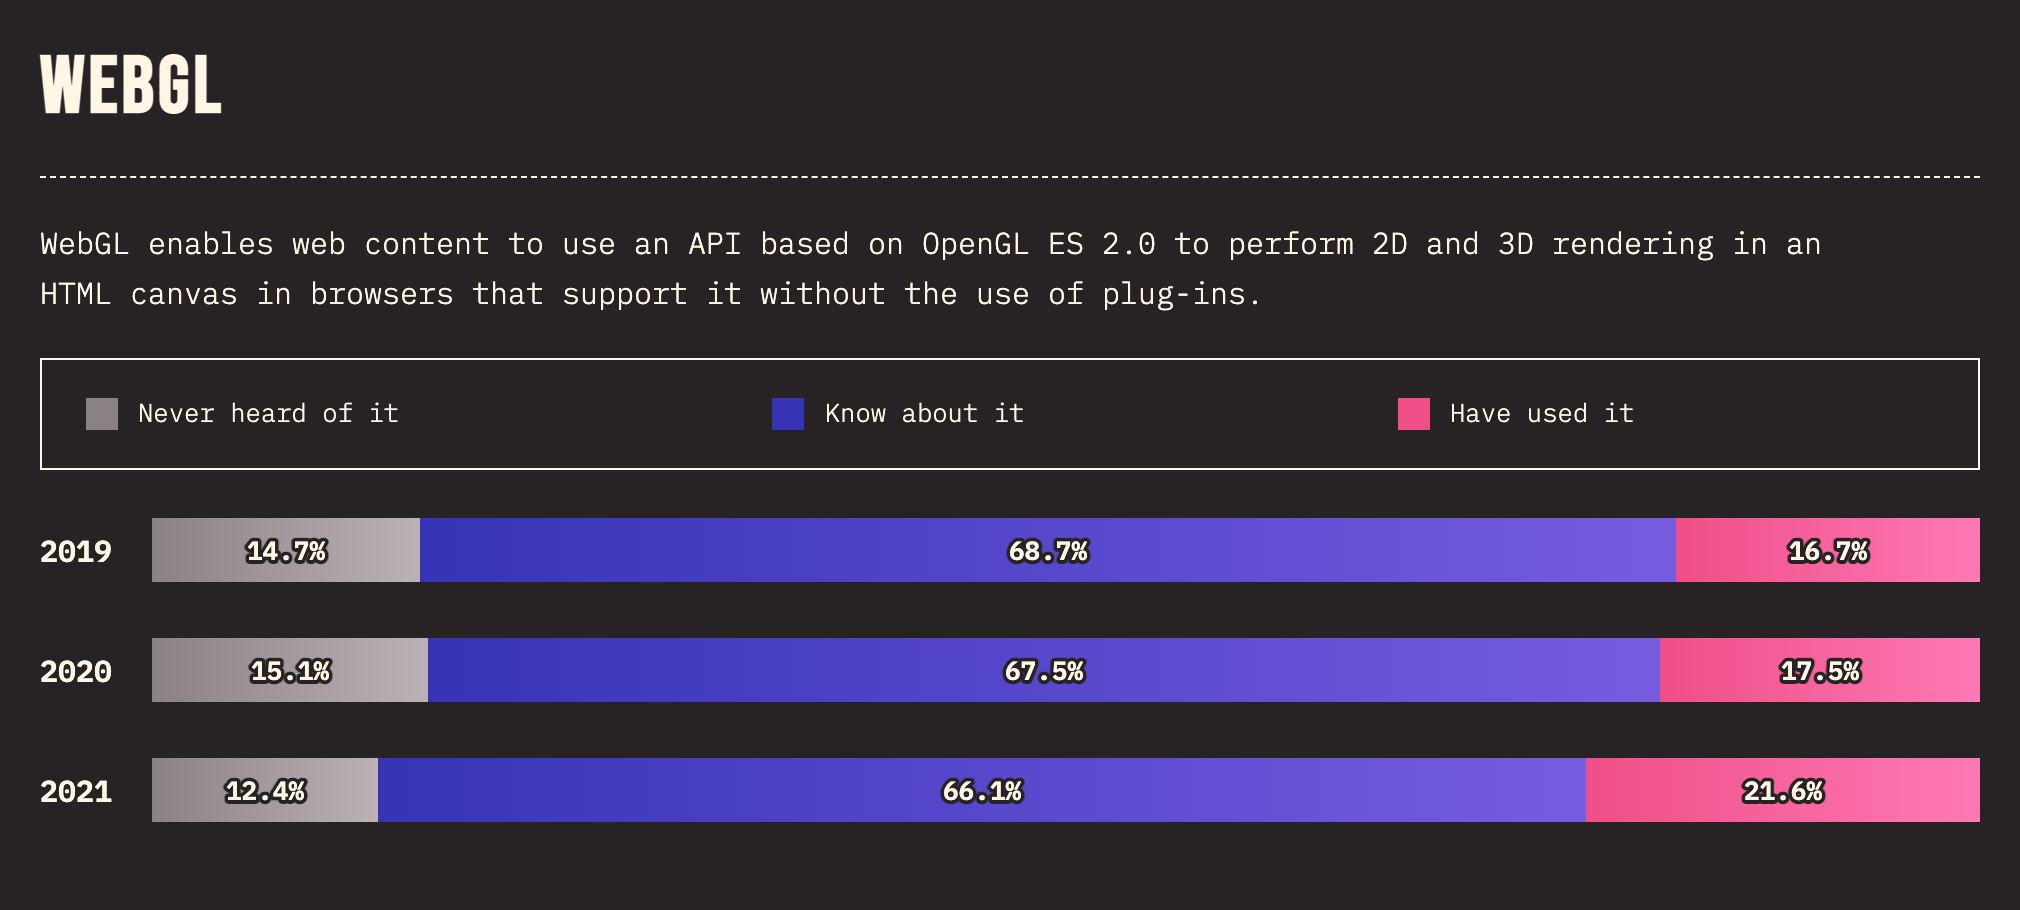 WEBGL
WebGL enables web content to use an API based on OpenGL ES 2.0 to perform 2D and 3D rendering in an
HTML canvas in browsers that support it without the use of plug-ins.
Never heard of it Know about it Have used it
2019 14.7% 68.7% 16.7%
2020 15.1% 67.5% 17.5%
2021 12.4% 66.1% 21.6%